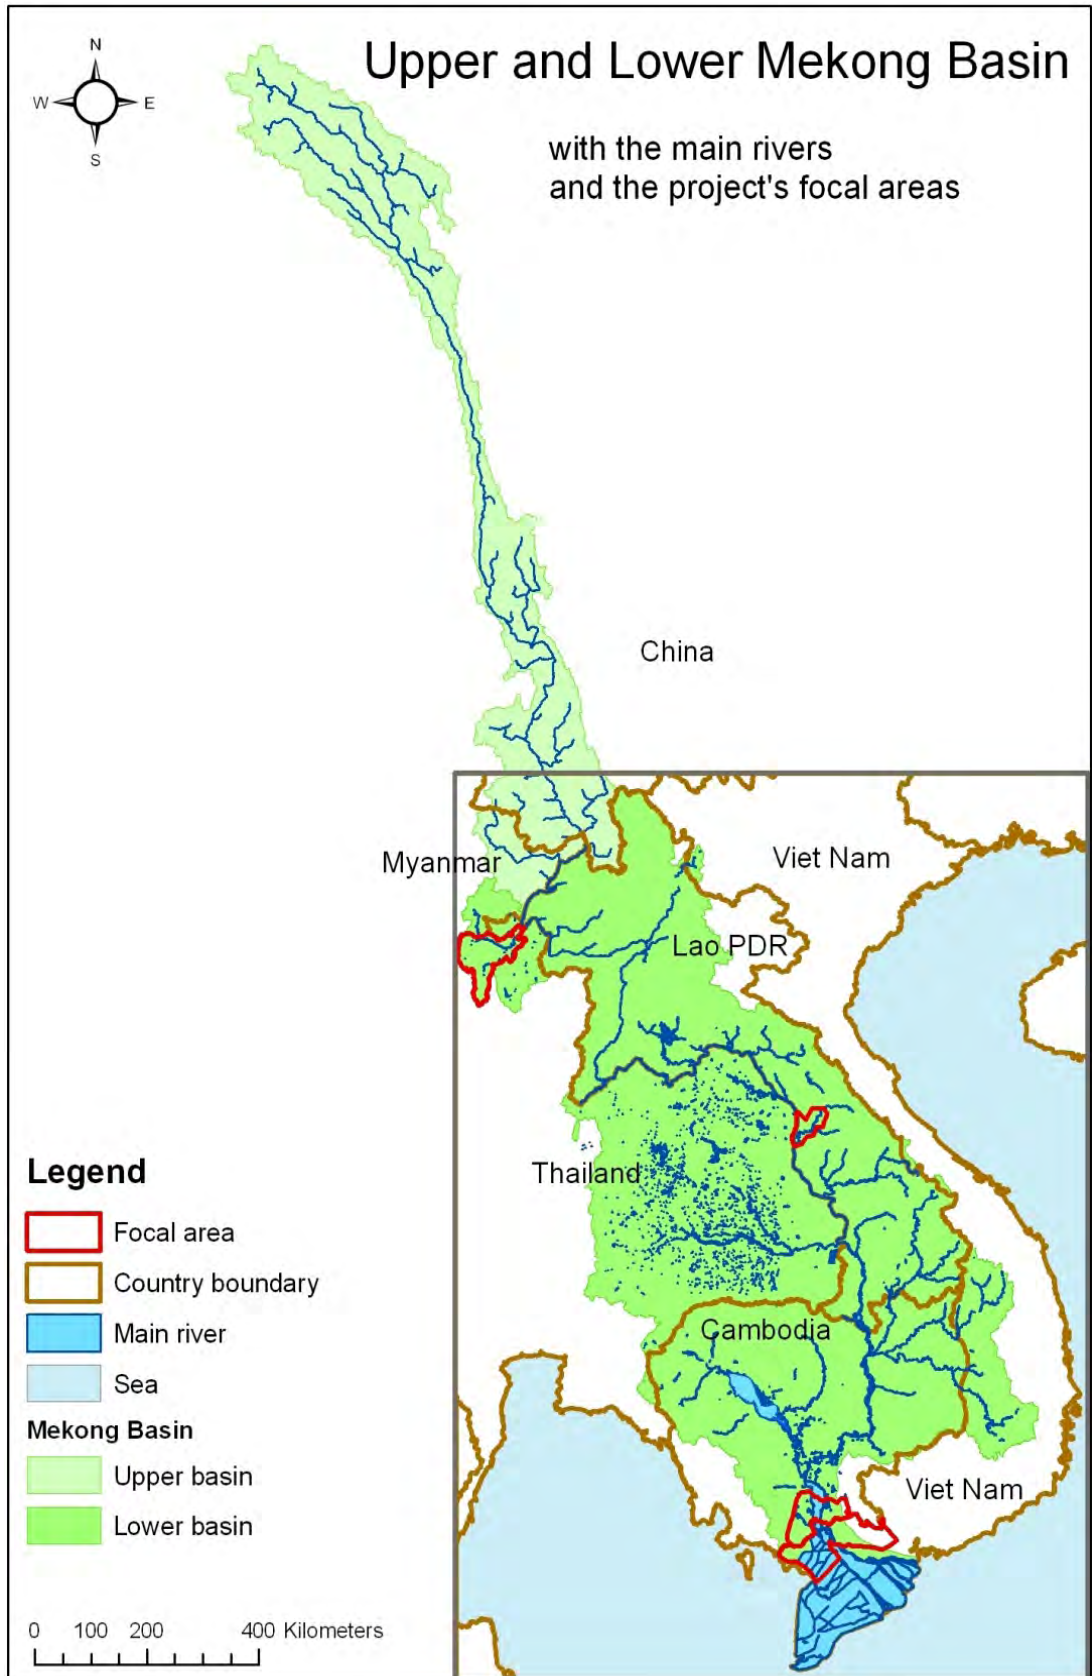 Upper and Lower Mekong Basin
with the main rivers
and the project's focal areas
N
W
E
S
China
Myanmar
Viet Nam
Lao PDR
Thailand
Cambodia
Viet Nam
Legend
Focal area
Country boundary
Main river
Sea
Mekong Basin
Upper basin
Lower basin
0 100 200 400 Kilometers